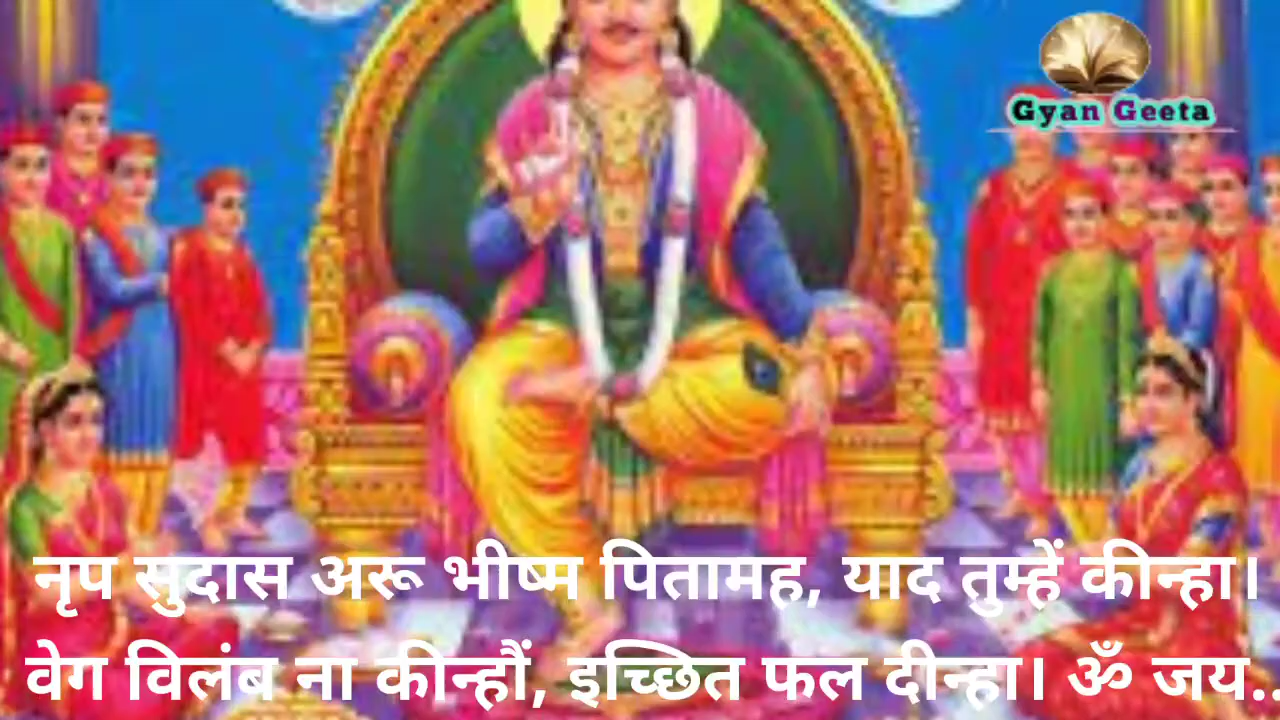 Gyan Geeta
नृप सुदास अरू भीष्म पितामह, याद तुम्हें कीन्हा।
वेग विलंब ना कीन्हौं, इच्छित फल दीन्हा। ॐ जय..